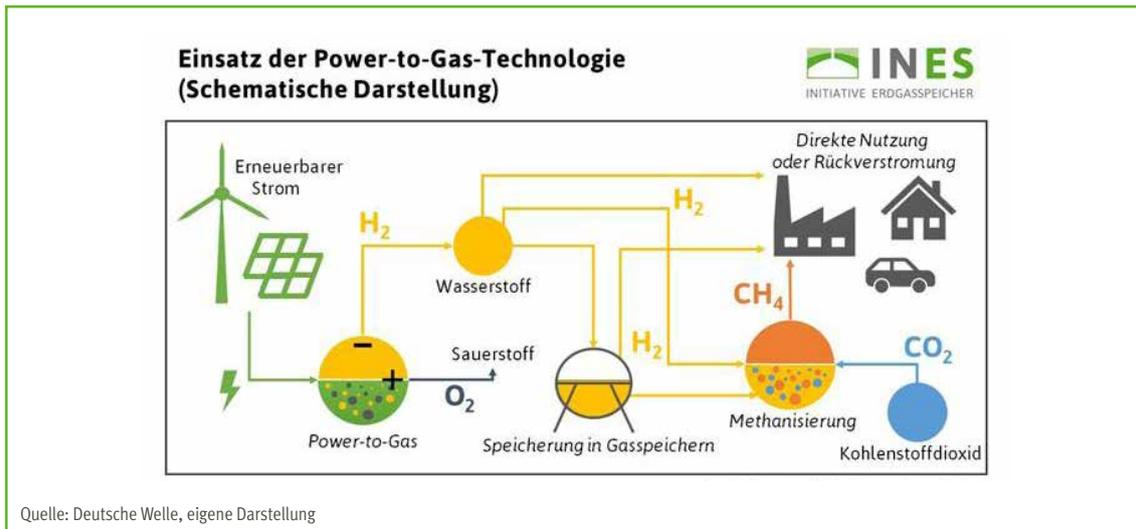 Einsatz der Power-to-Gas-Technologie
(Schematische Darstellung)
INES
INITIATIVE ERDGASSPEICHER
Erneuerbarer
Strom
Direkte Nutzung
oder Rückverstromung
H₂
H₂
Wasserstoff
CH₄
–
Sauerstoff
H₂
CO₂
+
O₂
Power-to-Gas
Speicherung in Gasspeichern
Methanisierung
Kohlenstoffdioxid
Quelle: Deutsche Welle, eigene Darstellung